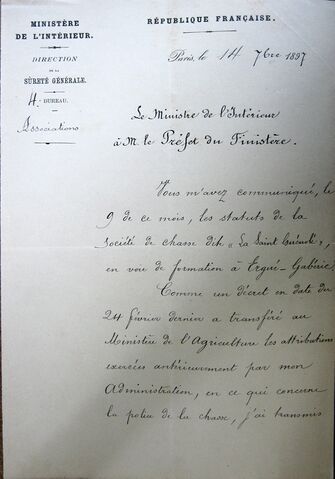 MINISTÈRE
DE L'INTÉRIEUR.
DIRECTION
DE LA
SÛRETÉ GÉNÉRALE.
4e BUREAU.
Associations
RÉPUBLIQUE FRANÇAISE.
Paris, le 14 7bre 1897
Le Ministre de l'Intérieur
à M. le Préfet du Finistère.
Vous m'avez communiqué, le
9 de ce mois, les statuts de la
société de chasse dite « La Saint Guénolé »,
en voie de formation à Ergué-Gabéric.
Comme un décret en date du
24 février dernier a transféré au
Ministère de l'Agriculture les attributions
exercées antérieurement par mon
Administration, en ce qui concerne
la police de la chasse, j'ai transmis